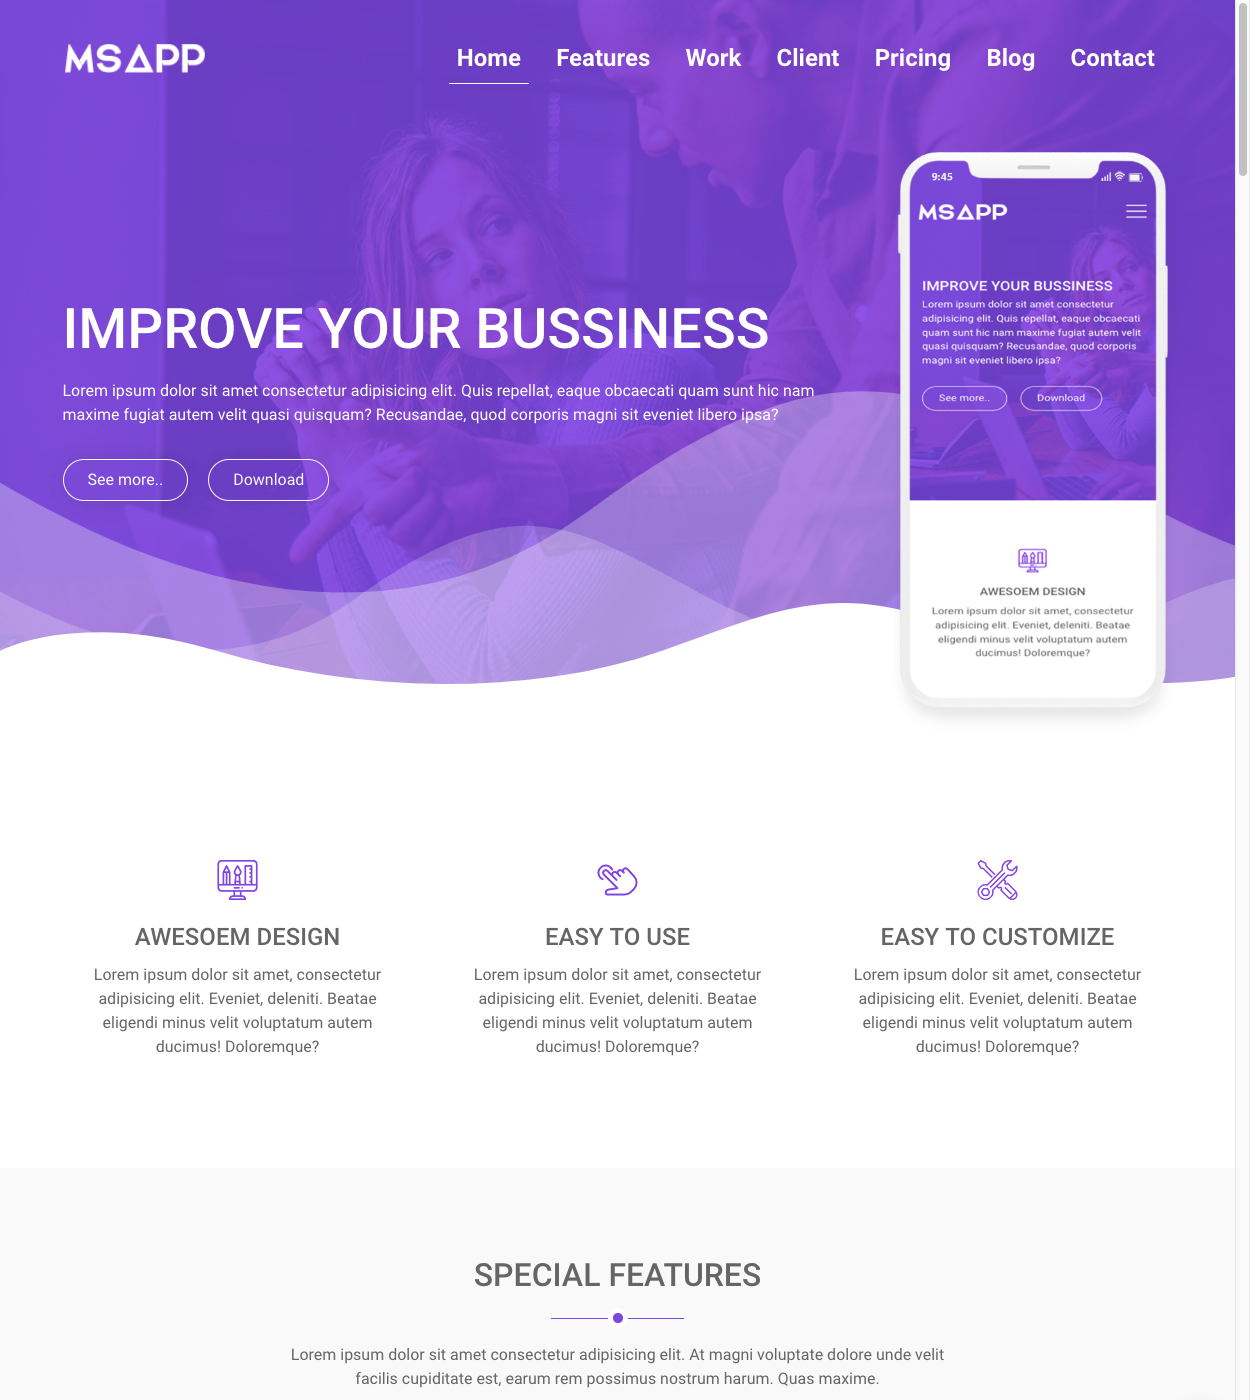 MSAPP
Home Features Work Client Pricing Blog Contact
IMPROVE YOUR BUSSINESS
Lorem ipsum dolor sit amet consectetur adipisicing elit. Quis repellat, eaque obcaecati quam sunt hic nam
maxime fugiat autem velit quasi quisquam? Recusandae, quod corporis magni sit eveniet libero ipsa?
See more.. Download
9:45
MSAPP
IMPROVE YOUR BUSSINESS
Lorem ipsum dolor sit amet consectetur
adipisicing elit. Quis repellat, eaque obcaecati
quam sunt hic nam maxime fugiat autem velit
quasi quisquam? Recusandae, quod corporis
magni sit eveniet libero ipsa?
See more.. Download
AWESOEM DESIGN
Lorem ipsum dolor sit amet, consectetur
adipisicing elit. Eveniet, deleniti. Beatae
eligendi minus velit voluptatum autem
ducimus! Doloremque?
AWESOEM DESIGN
Lorem ipsum dolor sit amet, consectetur
adipisicing elit. Eveniet, deleniti. Beatae
eligendi minus velit voluptatum autem
ducimus! Doloremque?
EASY TO USE
Lorem ipsum dolor sit amet, consectetur
adipisicing elit. Eveniet, deleniti. Beatae
eligendi minus velit voluptatum autem
ducimus! Doloremque?
EASY TO CUSTOMIZE
Lorem ipsum dolor sit amet, consectetur
adipisicing elit. Eveniet, deleniti. Beatae
eligendi minus velit voluptatum autem
ducimus! Doloremque?
SPECIAL FEATURES
Lorem ipsum dolor sit amet consectetur adipisicing elit. At magni voluptate dolore unde velit
facilis cupiditate est, earum rem possimus nostrum harum. Quas maxime.